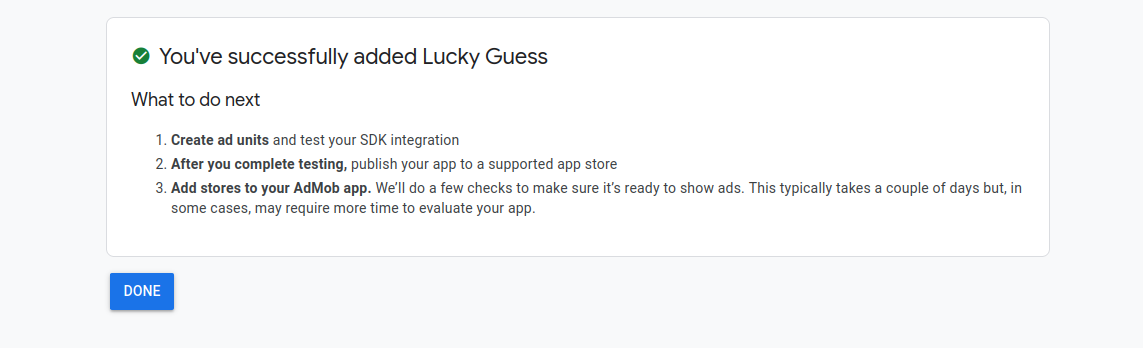 You've successfully added Lucky Guess
What to do next
1. Create ad units and test your SDK integration
2. After you complete testing, publish your app to a supported app store
3. Add stores to your AdMob app. We’ll do a few checks to make sure it’s ready to show ads. This typically takes a couple of days but, in
some cases, may require more time to evaluate your app.
DONE